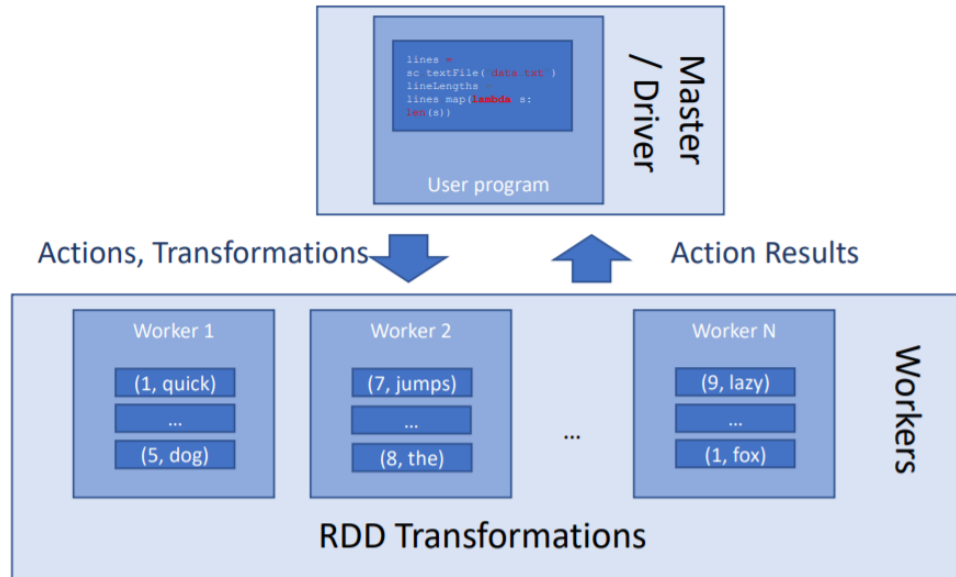 lines =
sc textFile( data.txt )
lineLengths
lines map(lambda s:
len(s))
User program
Master
/ Driver
Actions, Transformations
Action Results
Worker 1
(1, quick)
...
(5, dog)
Worker 2
(7, jumps)
...
(8, the)
...
Worker N
(9, lazy)
...
(1, fox)
Workers
RDD Transformations